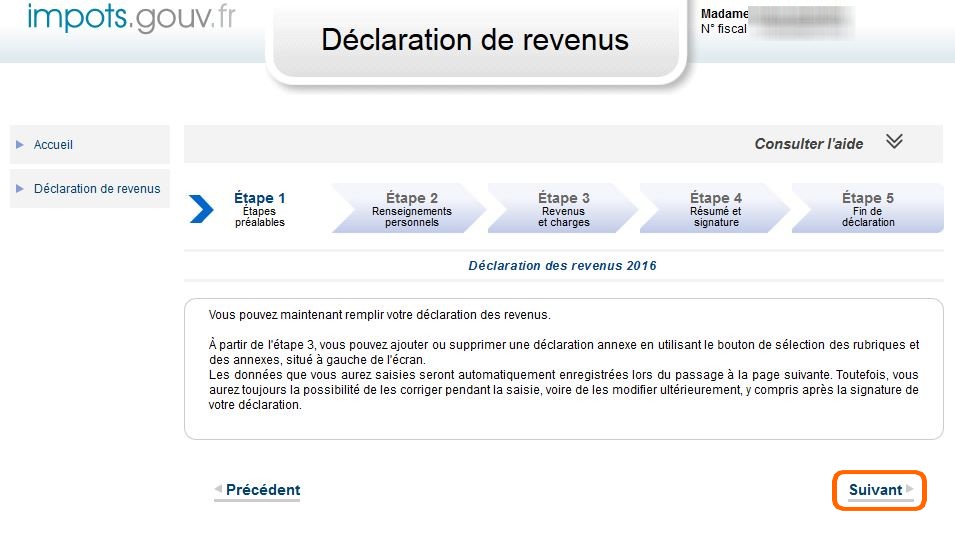 impots.gouv.fr
Déclaration de revenus
Madame
N° fiscal
Accueil
Déclaration de revenus
Consulter l'aide
Étape 1
Étapes
préalables
Étape 2
Renseignements
personnels
Étape 3
Revenus
et charges
Étape 4
Résumé et
signature
Étape 5
Fin de
déclaration
Déclaration des revenus 2016
Vous pouvez maintenant remplir votre déclaration des revenus.
À partir de l'étape 3, vous pouvez ajouter ou supprimer une déclaration annexe en utilisant le bouton de sélection des rubriques et
des annexes, situé à gauche de l'écran.
Les données que vous aurez saisies seront automatiquement enregistrées lors du passage à la page suivante. Toutefois, vous
aurez toujours la possibilité de les corriger pendant la saisie, voire de les modifier ultérieurement, y compris après la signature de
votre déclaration.
Précédent
Suivant